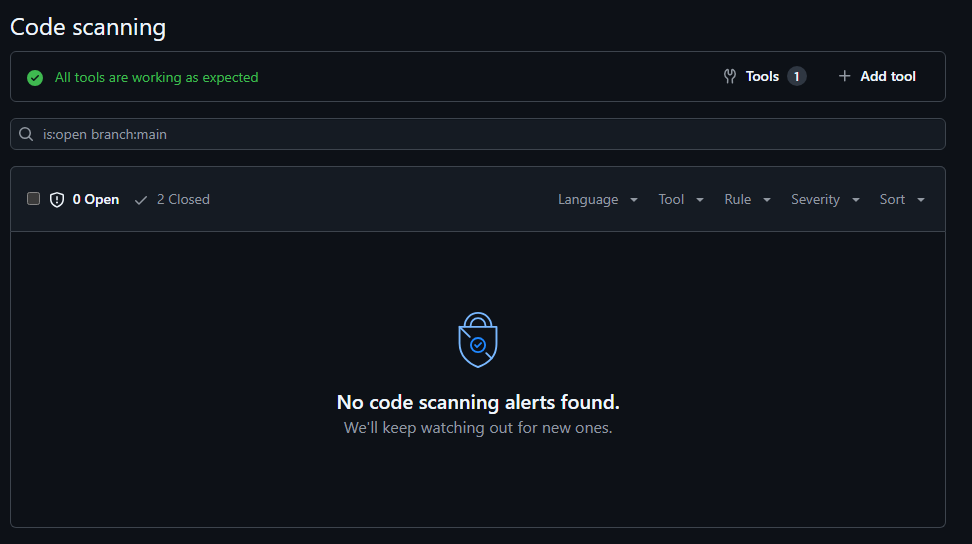 Code scanning
All tools are working as expected
Tools 1
Add tool
is:open branch:main
0 Open
2 Closed
Language
Tool
Rule
Severity
Sort
No code scanning alerts found.
We'll keep watching out for new ones.